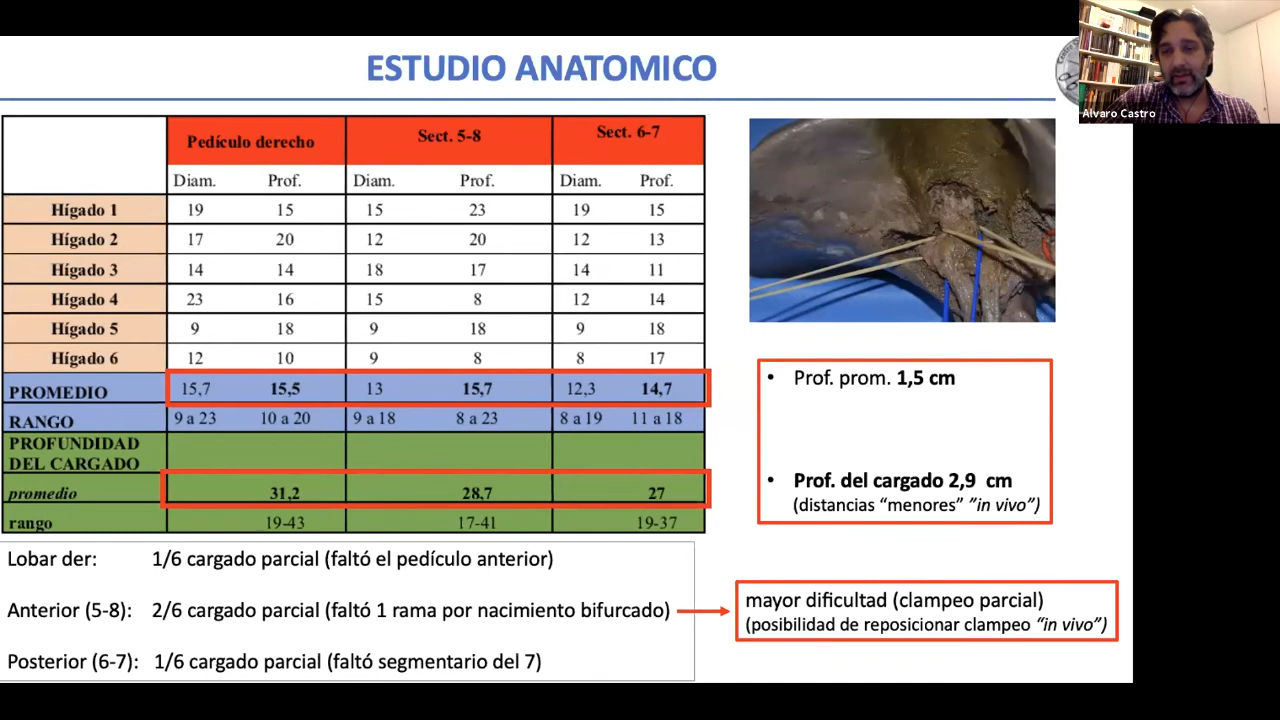 ESTUDIO ANATOMICO
Alvaro Castro
Pedículo derecho Sect. 5-8 Sect. 6-7
Diam. Prof. Diam. Prof. Diam. Prof.
Hígado 1 19 15 15 23 19 15
Hígado 2 17 20 12 20 12 13
Hígado 3 14 14 18 17 14 11
Hígado 4 23 16 15 8 12 14
Hígado 5 9 18 9 18 9 18
Hígado 6 12 10 9 8 8 17
PROMEDIO 15,7 15,5 13 15,7 12,3 14,7
RANGO 9 a 23 10 a 20 9 a 18 8 a 23 8 a 19 11 a 18
PROFUNDIDAD
DEL CARGADO
promedio 31,2 28,7 27
rango 19-43 17-41 19-37
• Prof. prom. 1,5 cm
• Prof. del cargado 2,9 cm
(distancias “menores” ”in vivo”)
Lobar der: 1/6 cargado parcial (faltó el pedículo anterior)
Anterior (5-8): 2/6 cargado parcial (faltó 1 rama por nacimiento bifurcado)
mayor dificultad (clampeo parcial)
(posibilidad de reposicionar clampeo “in vivo”)
Posterior (6-7): 1/6 cargado parcial (faltó segmentario del 7)